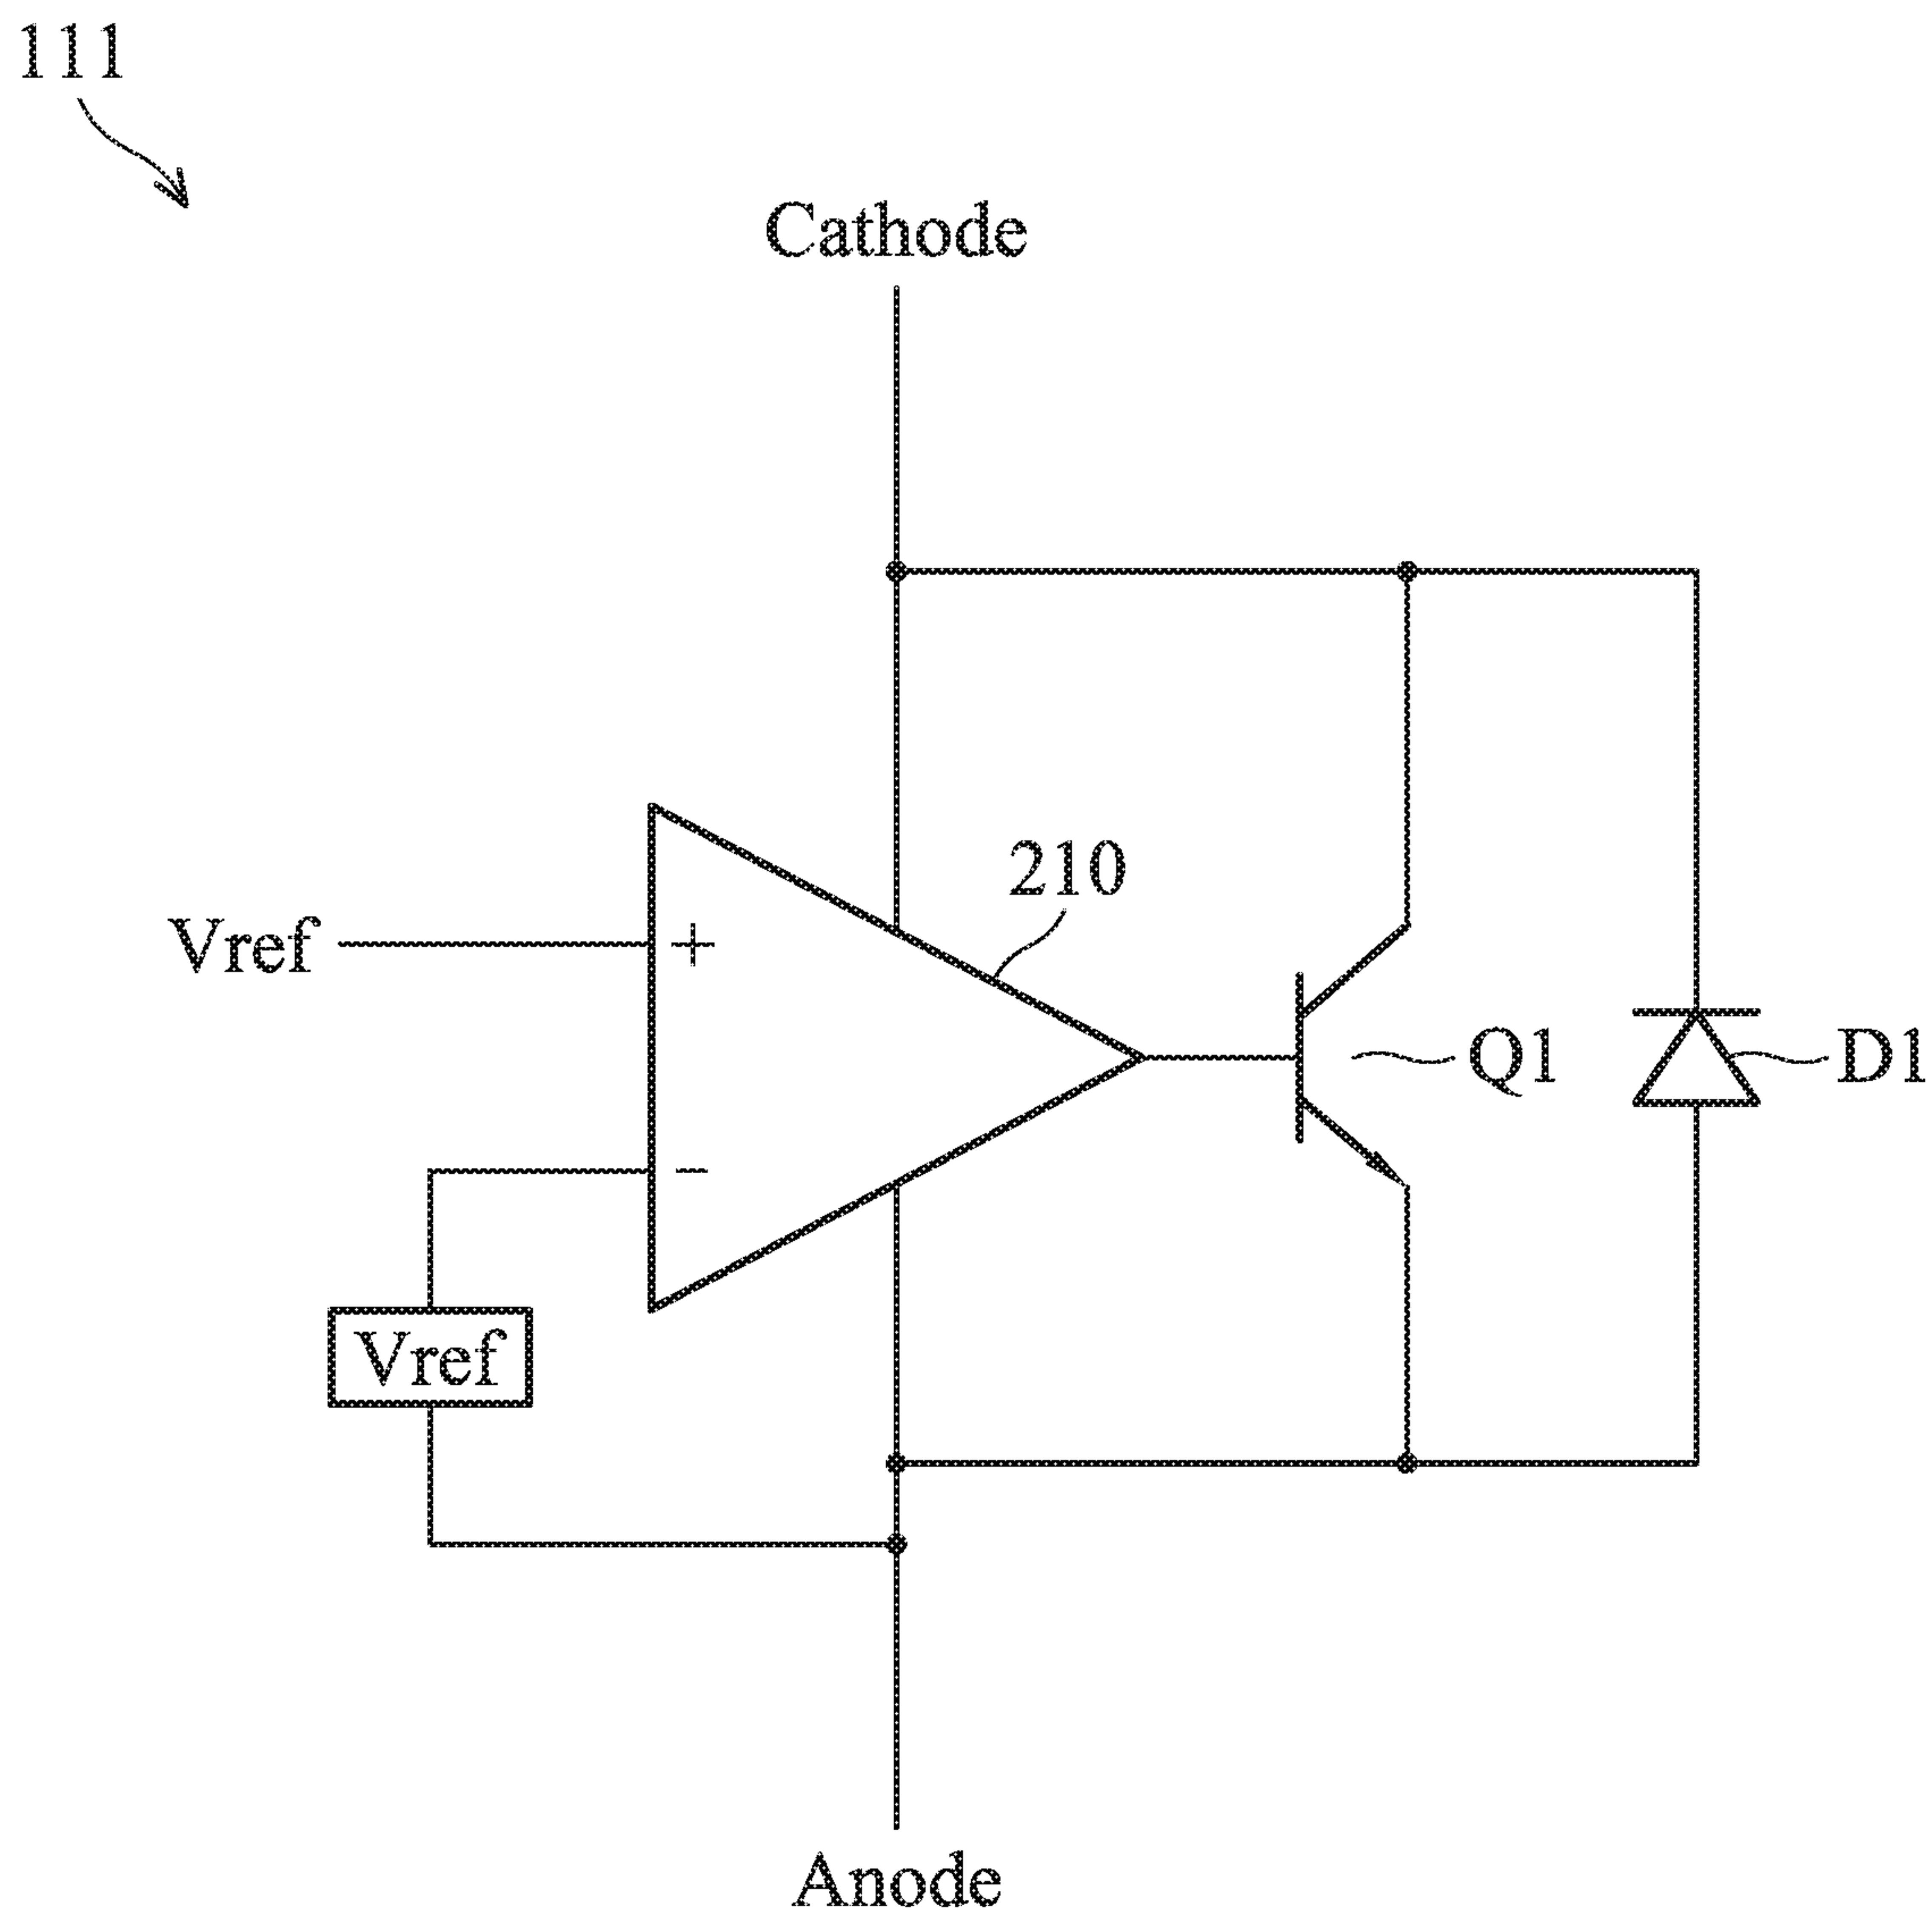 111
Cathode
210
Vref
+
Q1
D1
−
Vref
Anode